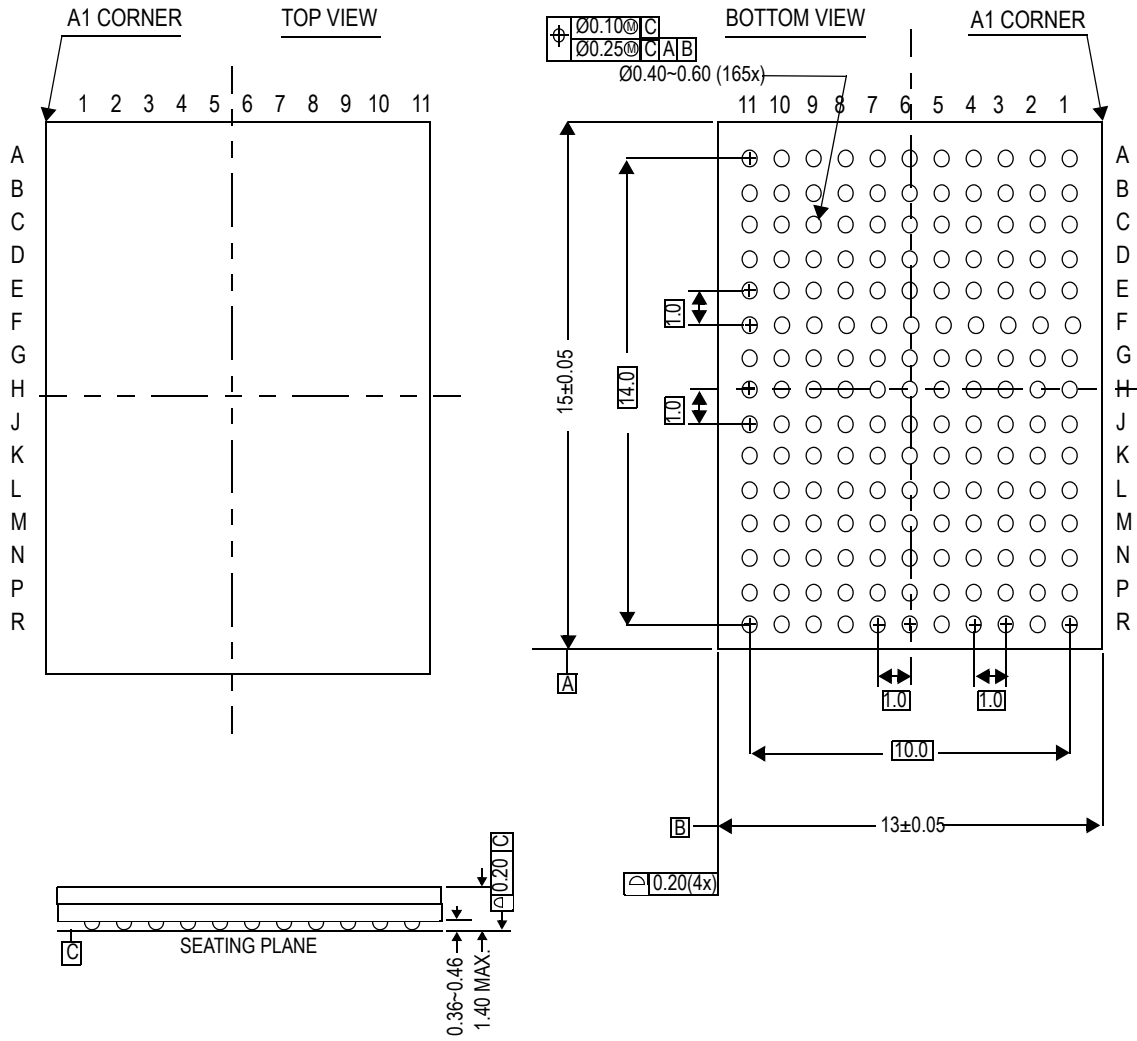 A1 CORNER TOP VIEW
1 2 3 4 5 6 7 8 9 10 11
A
B
C
D
E
F
G
H
J
K
L
M
N
P
R
Ø0.10Ⓜ C
Ø0.25Ⓜ C A B
Ø0.40~0.60 (165x)
BOTTOM VIEW A1 CORNER
11 10 9 8 7 6 5 4 3 2 1
A
B
C
D
E
F
G
H
J
K
L
M
N
P
R
15±0.05
14.0
1.0
1.0
A
1.0
1.0
10.0
B
13±0.05
0.20(4x)
0.20 C
C
SEATING PLANE
0.36~0.46
1.40 MAX.